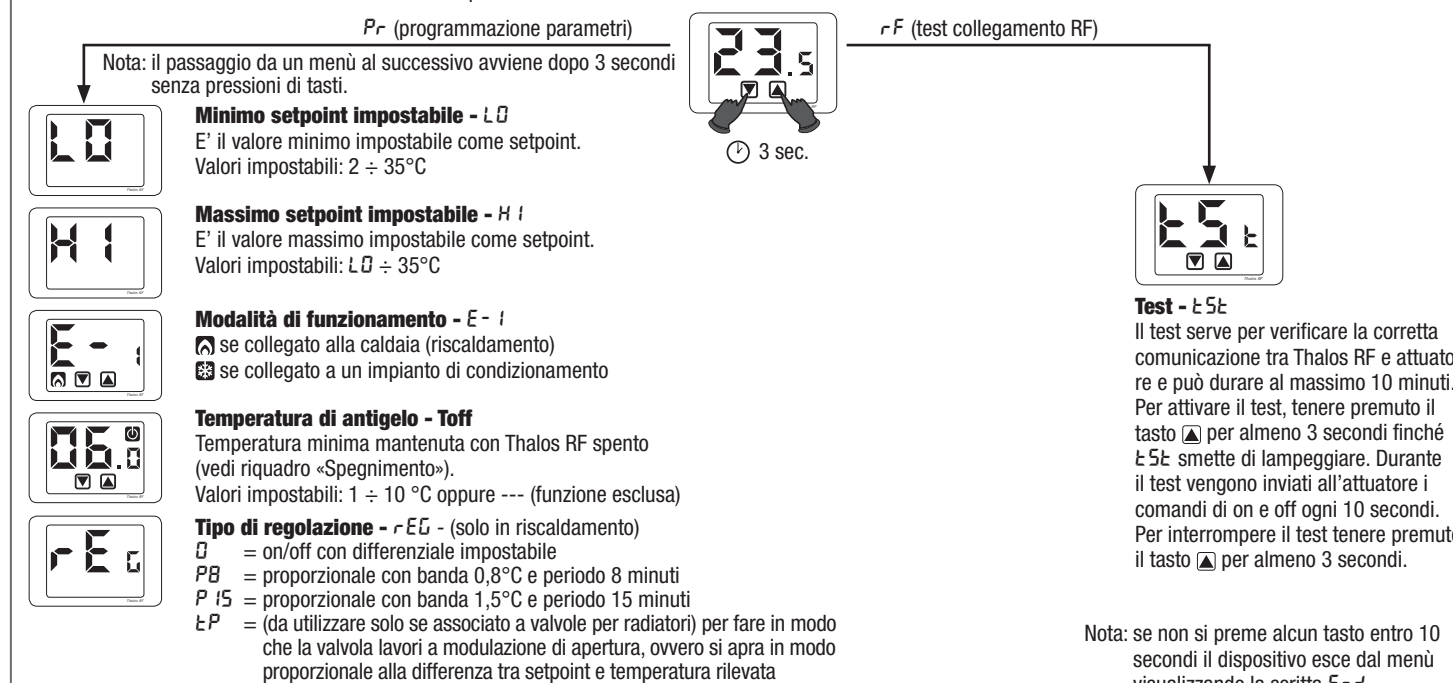 Pr (programmazione parametri)
rF (test collegamento RF)
Nota: il passaggio da un menù al successivo avviene dopo 3 secondi
senza pressioni di tasti.
23.5
3 sec.
LO
Minimo setpoint impostabile - LO
E' il valore minimo impostabile come setpoint.
Valori impostabili: 2 ÷ 35°C
HI
Massimo setpoint impostabile - HI
E' il valore massimo impostabile come setpoint.
Valori impostabili: LO ÷ 35°C
E-1
Modalità di funzionamento - E-1
se collegato alla caldaia (riscaldamento)
se collegato a un impianto di condizionamento
06.0
Temperatura di antigelo - Toff
Temperatura minima mantenuta con Thalos RF spento
(vedi riquadro «Spegnimento»).
Valori impostabili: 1 ÷ 10 °C oppure --- (funzione esclusa)
rEG
Tipo di regolazione - rEG - (solo in riscaldamento)
0 = on/off con differenziale impostabile
P8 = proporzionale con banda 0,8°C e periodo 8 minuti
P15 = proporzionale con banda 1,5°C e periodo 15 minuti
tP = (da utilizzare solo se associato a valvole per radiatori) per fare in modo
che la valvola lavori a modulazione di apertura, ovvero si apra in modo
proporzionale alla differenza tra setpoint e temperatura rilevata
tSt
Thalos RF
Test - tSt
Il test serve per verificare la corretta
comunicazione tra Thalos RF e attuato
re e può durare al massimo 10 minuti.
Per attivare il test, tenere premuto il
tasto ▲ per almeno 3 secondi finché
tSt smette di lampeggiare. Durante
il test vengono inviati all'attuatore i
comandi di on e off ogni 10 secondi.
Per interrompere il test tenere premut
il tasto ▲ per almeno 3 secondi.
Nota: se non si preme alcun tasto entro 10
secondi il dispositivo esce dal menù
visualizzando la scritta End